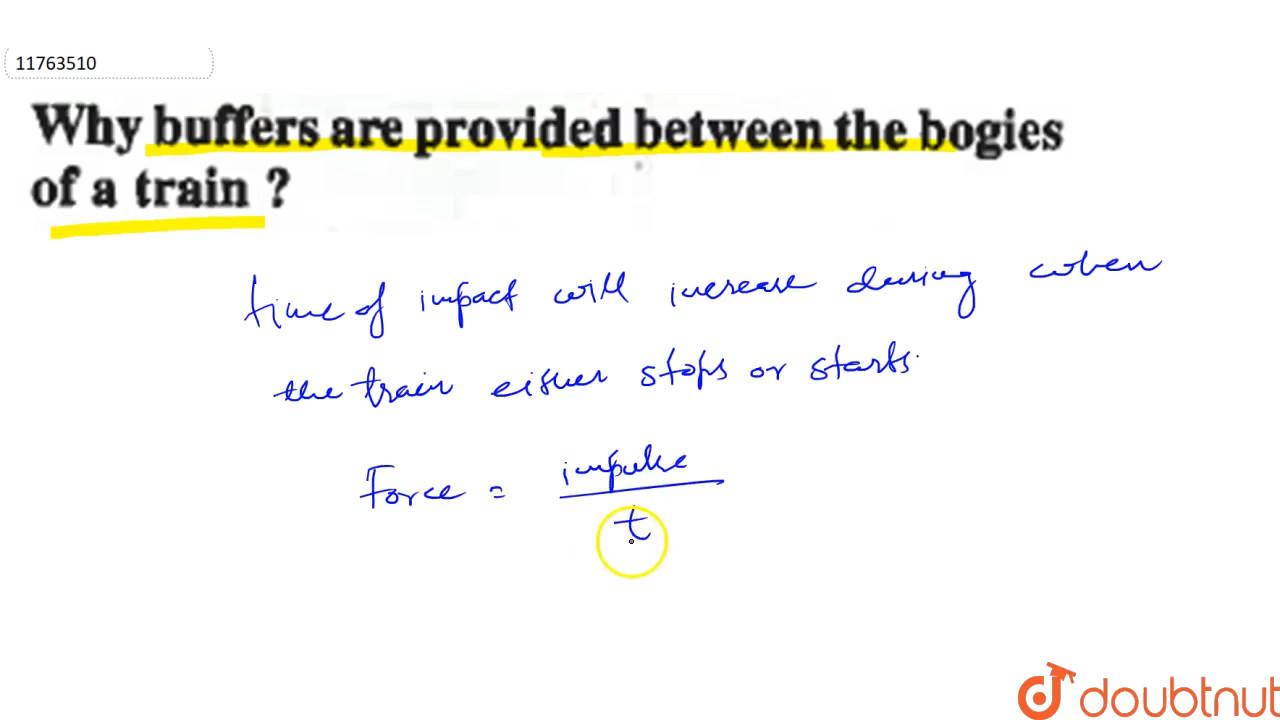 11763510
Why buffers are provided between the bogies
of a train ?
time of impact will increase during when
the train either stops or starts.
Force = impulse
t
doubtnut